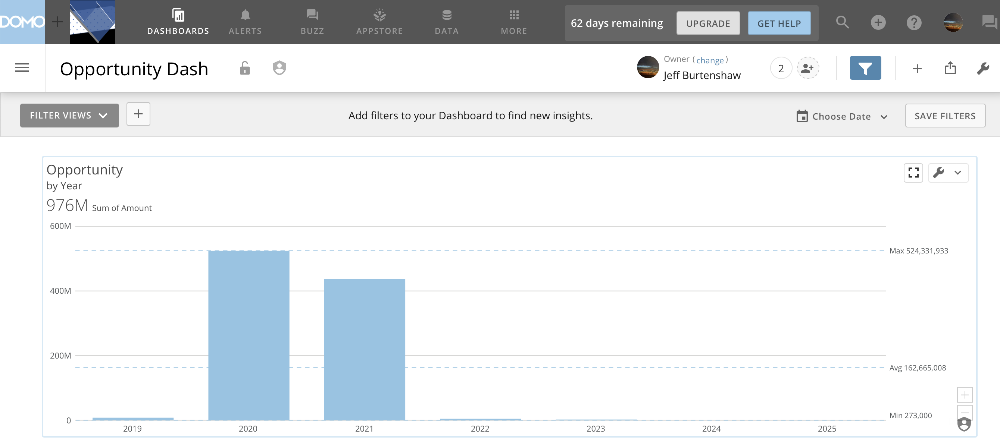 DOMO
DASHBOARDS
ALERTS
BUZZ
APPSTORE
DATA
MORE
62 days remaining
UPGRADE
GET HELP
Opportunity Dash
Owner (change)
Jeff Burtenshaw
2
FILTER VIEWS
Add filters to your Dashboard to find new insights.
Choose Date
SAVE FILTERS
Opportunity
by Year
976M Sum of Amount
600M
Max 524,331,933
400M
200M
Avg 162,665,008
0
Min 273,000
2019
2020
2021
2022
2023
2024
2025